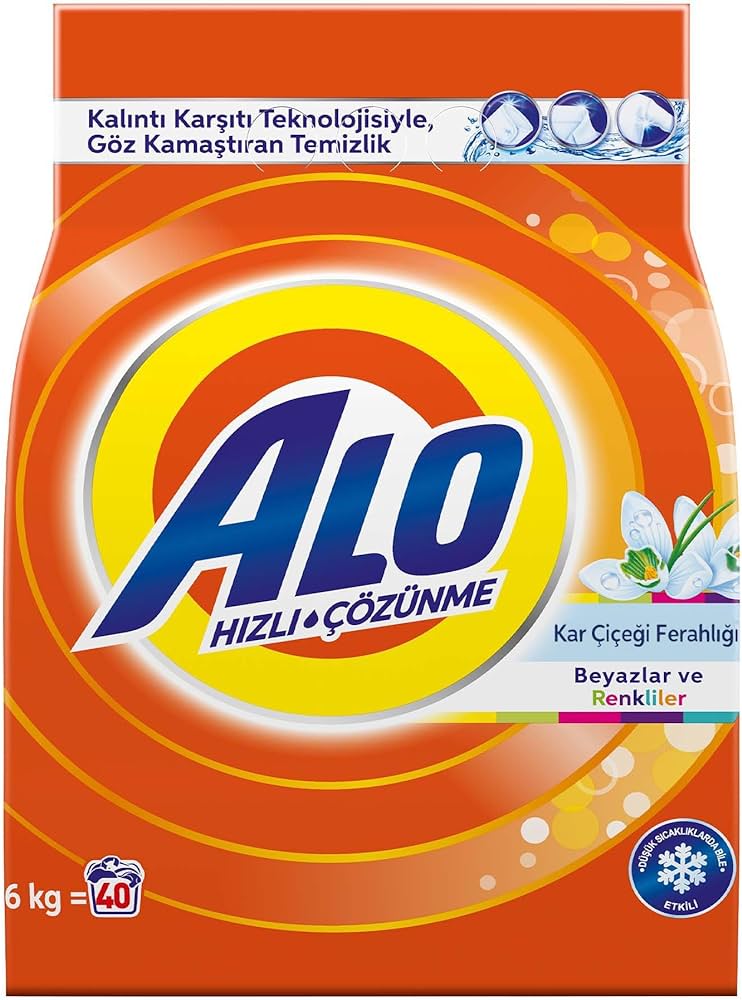 Kalıntı Karşıtı Teknolojisiyle,
Göz Kamaştıran Temizlik
ALO
HIZLI•ÇÖZÜNME
Kar Çiçeği Ferahlığı
Beyazlar ve
Renkliler
6 kg = 40
DÜŞÜK SICAKLIKLARDA BİLE
ETKİLİ